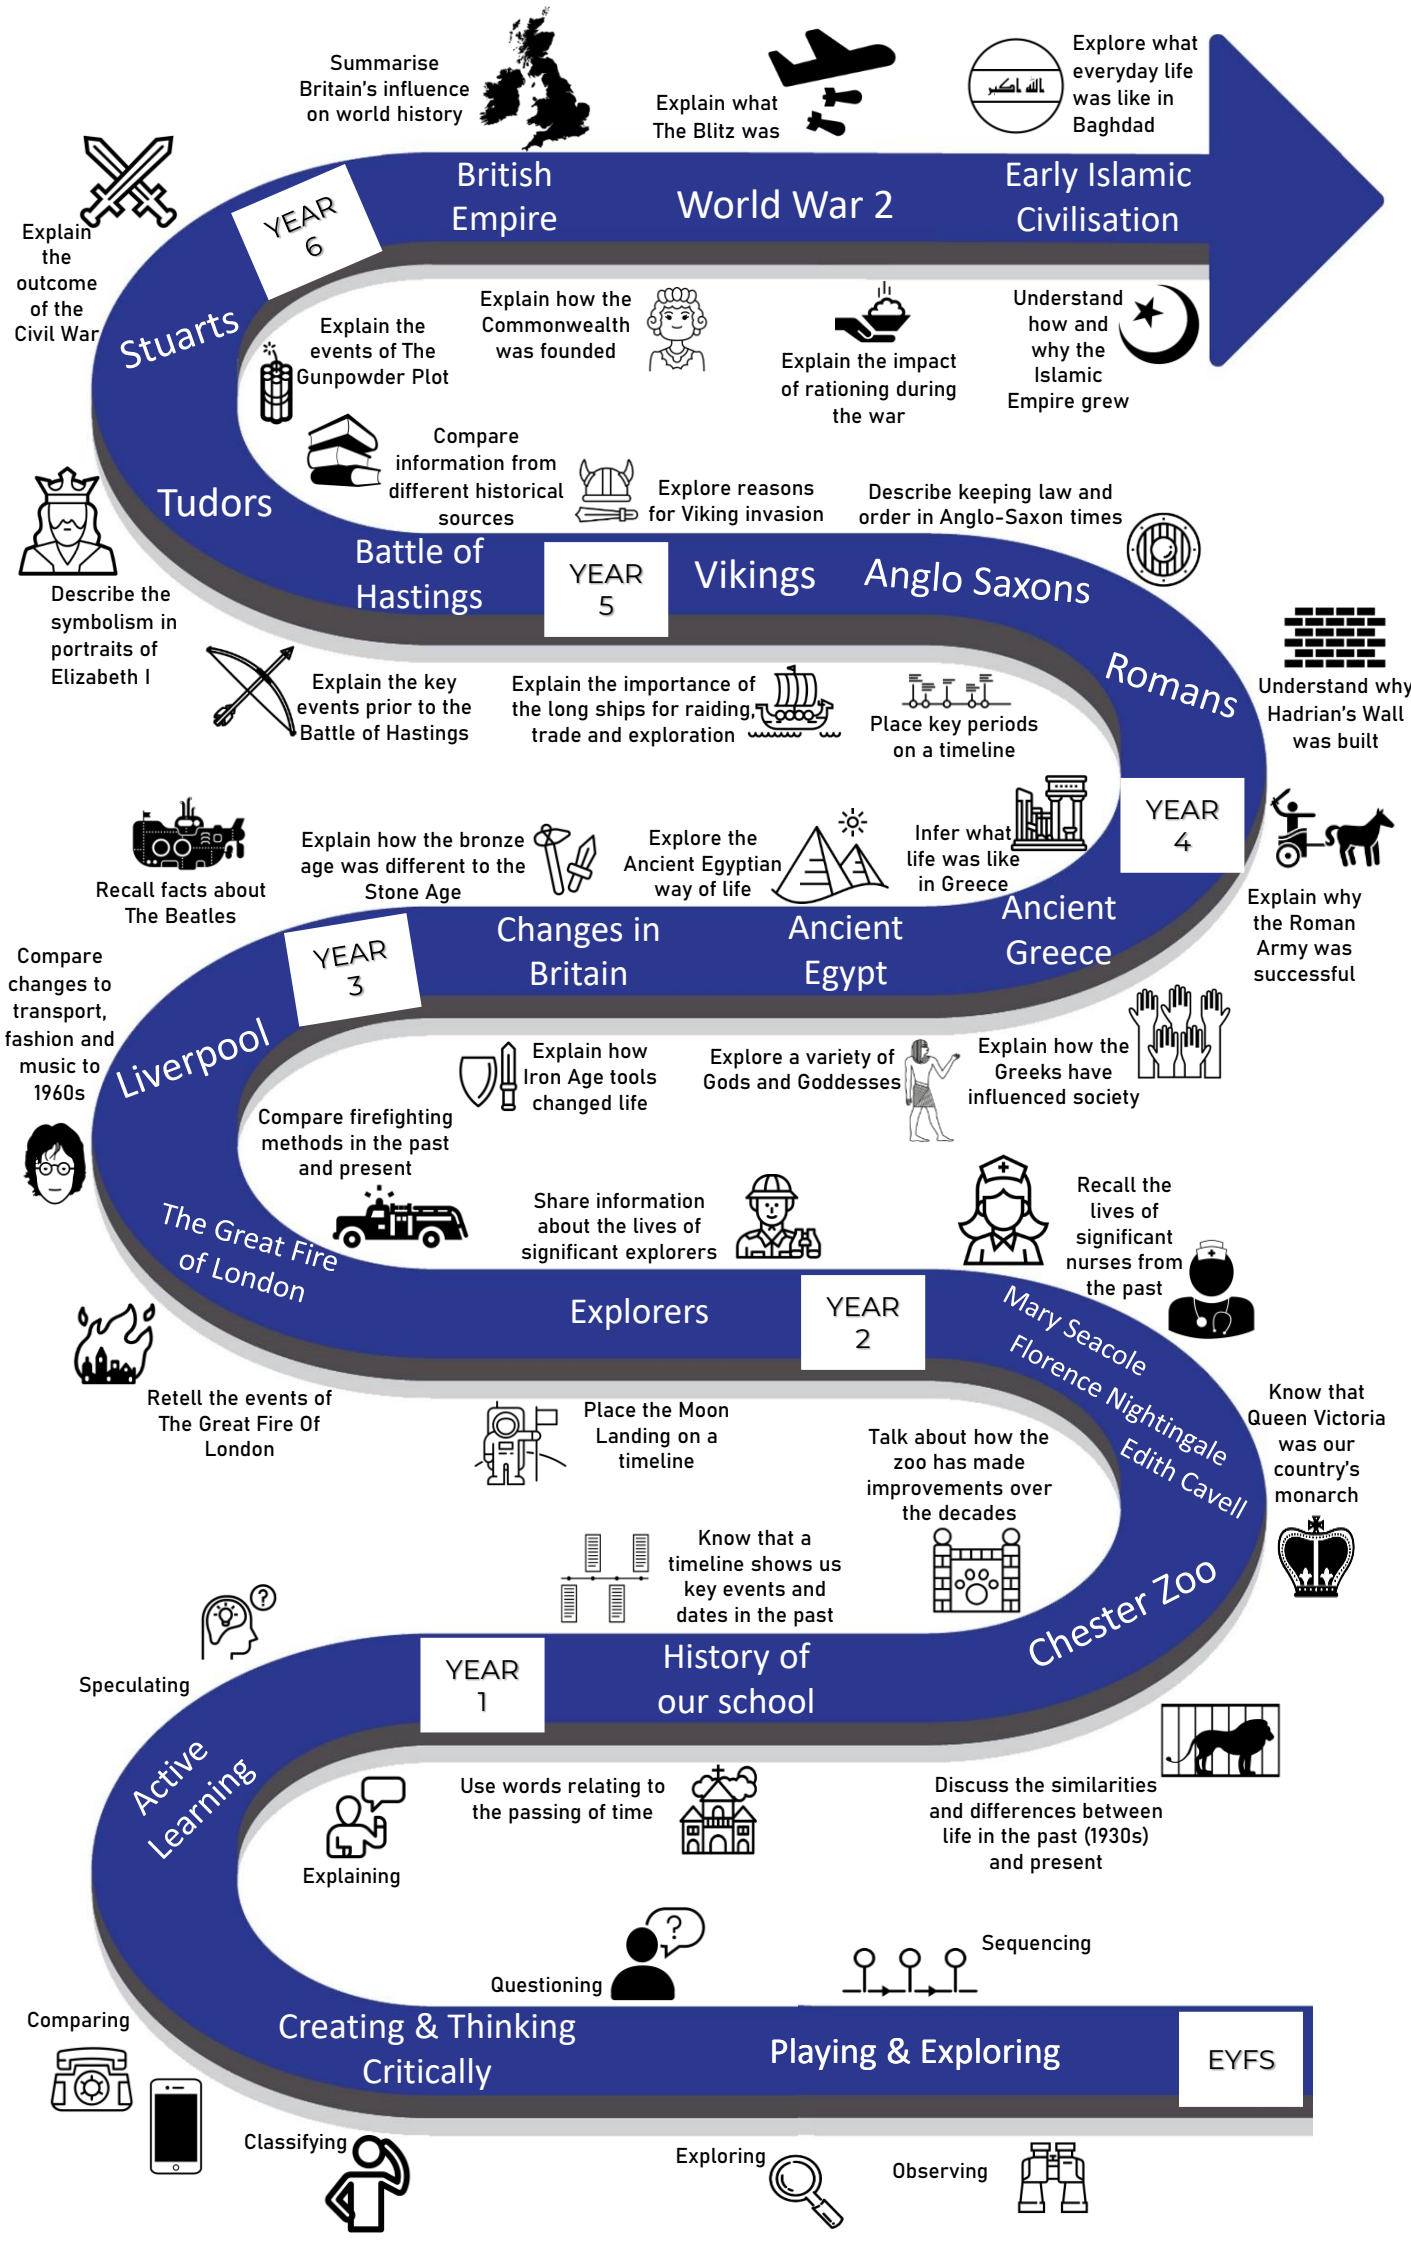 Summarise
Britain's influence
on world history
Explain what
The Blitz was
الله اكبر
Explore what
everyday life
was like in
Baghdad
YEAR
6
British
Empire
World War 2
Early Islamic
Civilisation
Explain
the
outcome
of the
Civil War
Stuarts
Explain the
events of The
Gunpowder Plot
Explain how the
Commonwealth
was founded
Explain the impact
of rationing during
the war
Understand
how and
why the
Islamic
Empire grew
Compare
information from
different historical
sources
Explore reasons
for Viking invasion
Describe keeping law and
order in Anglo-Saxon times
Tudors
Battle of
Hastings
YEAR
5
Vikings
Anglo Saxons
Romans
Describe the
symbolism in
portraits of
Elizabeth I
Explain the key
events prior to the
Battle of Hastings
Explain the importance of
the long ships for raiding,
trade and exploration
Place key periods
on a timeline
Understand why
Hadrian's Wall
was built
YEAR
4
Recall facts about
The Beatles
Explain how the bronze
age was different to the
Stone Age
Explore the
Ancient Egyptian
way of life
Infer what
life was like
in Greece
Explain why
the Roman
Army was
successful
YEAR
3
Changes in
Britain
Ancient
Egypt
Ancient
Greece
Compare
changes to
transport,
fashion and
music to
1960s
Liverpool
Explain how
Iron Age tools
changed life
Explore a variety of
Gods and Goddesses
Explain how the
Greeks have
influenced society
Compare firefighting
methods in the past
and present
Share information
about the lives of
significant explorers
Recall the
lives of
significant
nurses from
the past
The Great Fire
of London
Explorers
YEAR
2
Mary Seacole
Florence Nightingale
Edith Cavell
Retell the events of
The Great Fire Of
London
Place the Moon
Landing on a
timeline
Talk about how the
zoo has made
improvements over
the decades
Know that
Queen Victoria
was our
country's
monarch
Know that a
timeline shows us
key events and
dates in the past
Chester Zoo
?
Speculating
YEAR
1
History of
our school
Active
Learning
Explaining
Use words relating to
the passing of time
Discuss the similarities
and differences between
life in the past (1930s)
and present
?
Questioning
Sequencing
Comparing
Creating & Thinking
Critically
Playing & Exploring
EYFS
Classifying
Exploring
Observing